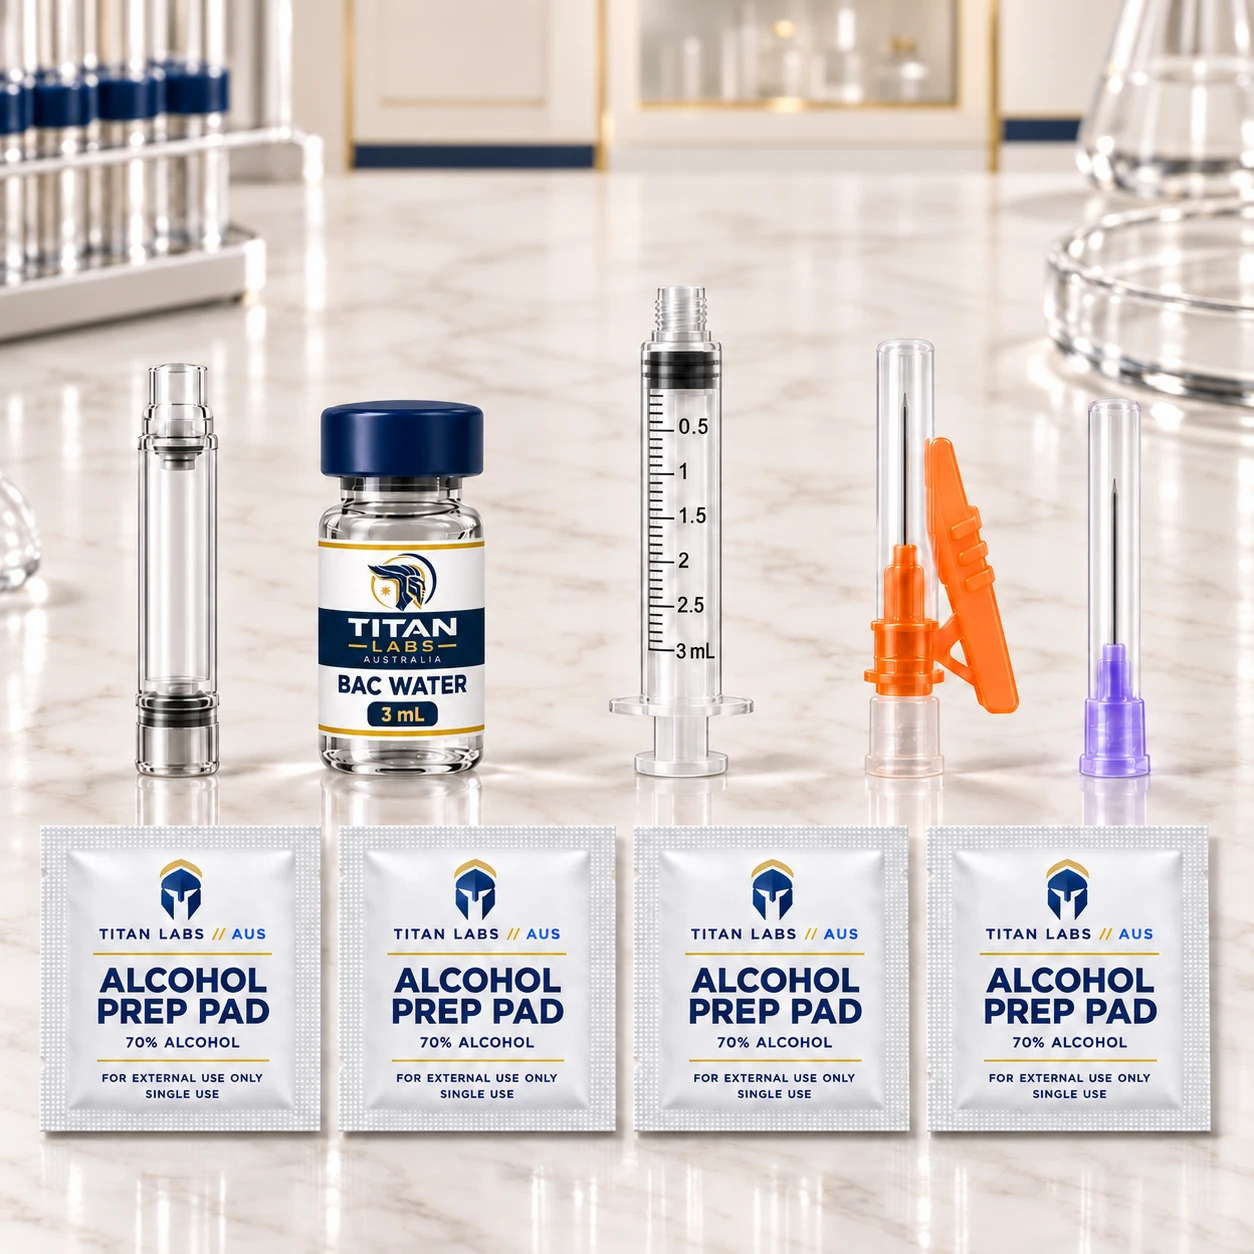 TITAN
LABS
AUSTRALIA
BAC WATER
3 mL
0.5
1
1.5
2
2.5
3 mL
TITAN LABS // AUS
ALCOHOL
PREP PAD
70% ALCOHOL
FOR EXTERNAL USE ONLY
SINGLE USE
TITAN LABS // AUS
ALCOHOL
PREP PAD
70% ALCOHOL
FOR EXTERNAL USE ONLY
SINGLE USE
TITAN LABS // AUS
ALCOHOL
PREP PAD
70% ALCOHOL
FOR EXTERNAL USE ONLY
SINGLE USE
TITAN LABS // AUS
ALCOHOL
PREP PAD
70% ALCOHOL
FOR EXTERNAL USE ONLY
SINGLE USE